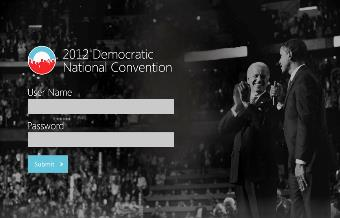 2012 Democratic
National Convention
User Name
Password
Submit